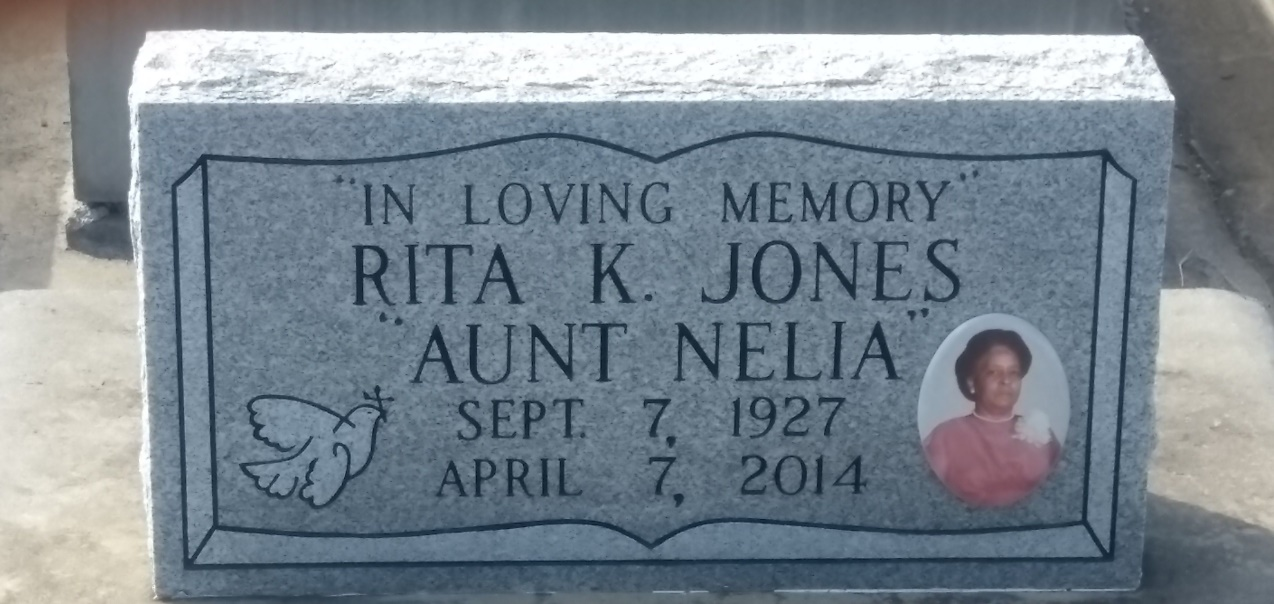 "IN LOVING MEMORY"
RITA K. JONES
"AUNT NELIA"
SEPT. 7, 1927
APRIL 7, 2014